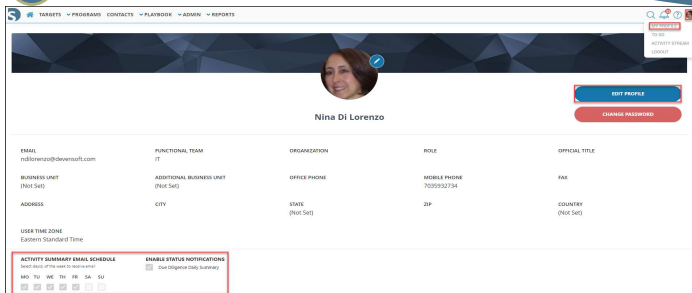 TARGETS PROGRAMS CONTACTS PLAYBOOK ADMIN REPORTS
MY PROFILE
TO DO
ACTIVITY STREAM
LOGOUT
EDIT PROFILE
Nina Di Lorenzo
CHANGE PASSWORD
EMAIL FUNCTIONAL TEAM ORGANIZATION ROLE OFFICIAL TITLE
ndilorenzo@devensoft.com IT
BUSINESS UNIT ADDITIONAL BUSINESS UNIT OFFICE PHONE MOBILE PHONE FAX
(Not Set) (Not Set) 7035932734
ADDRESS CITY STATE ZIP COUNTRY
(Not Set) (Not Set)
USER TIME ZONE
Eastern Standard Time
ACTIVITY SUMMARY EMAIL SCHEDULE ENABLE STATUS NOTIFICATIONS
Select day(s) of the week to receive email Due Diligence Daily Summary
MO TU WE TH FR SA SU